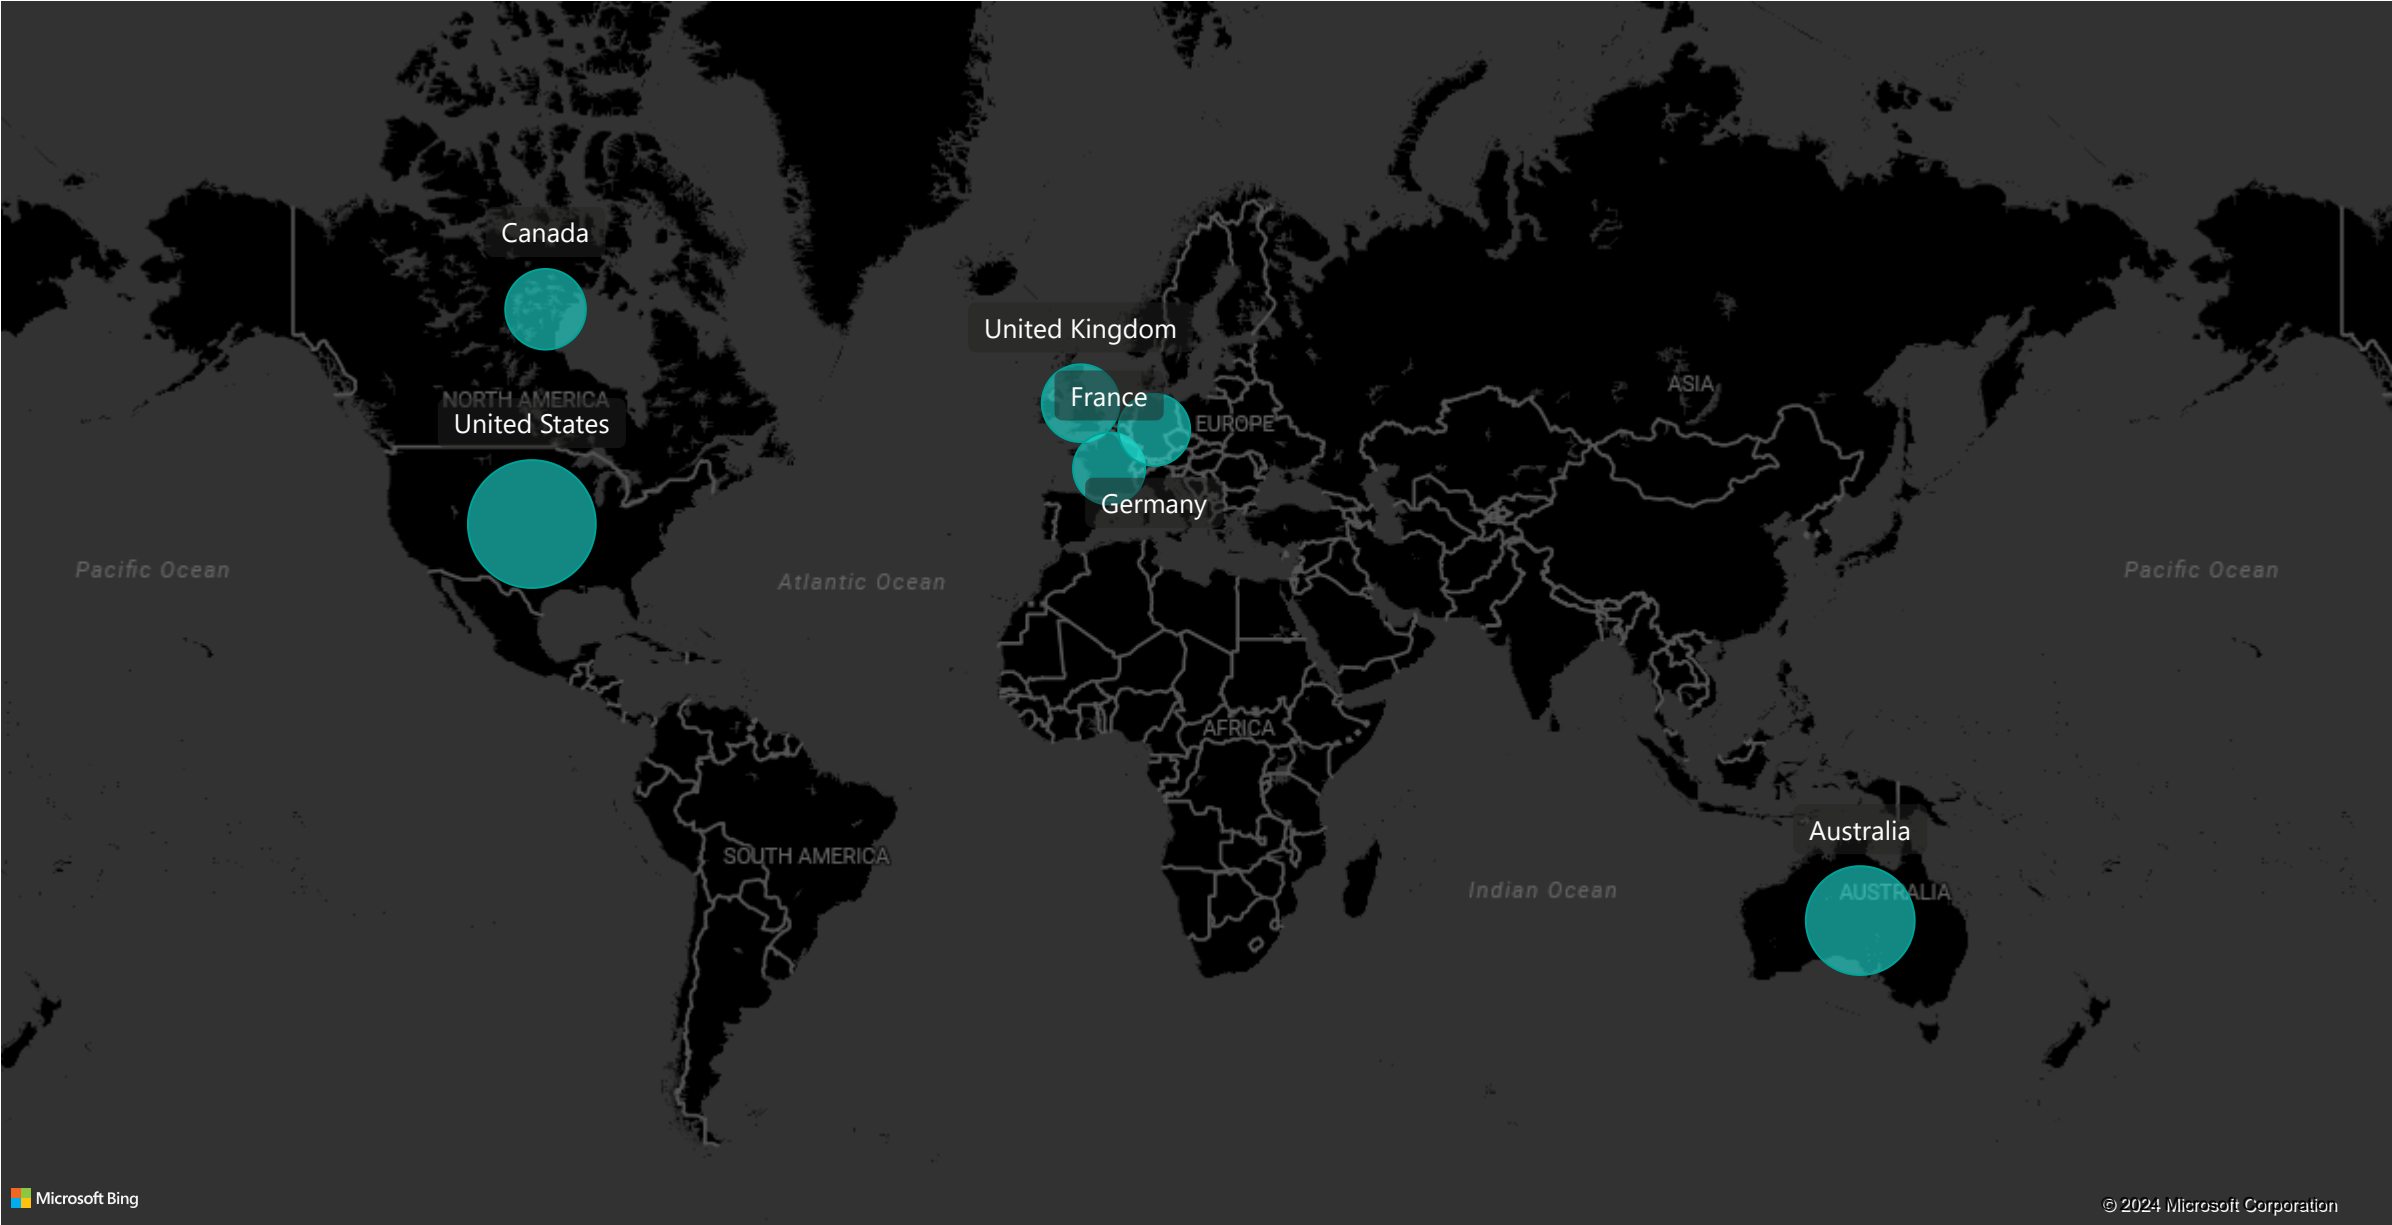 Canada
United Kingdom
ASIA
France
NORTH AMERICA
United States
EUROPE
Germany
Pacific Ocean
Atlantic Ocean
Pacific Ocean
AFRICA
Australia
SOUTH AMERICA
Indian Ocean
AUSTRALIA
Microsoft Bing
© 2024 Microsoft Corporation